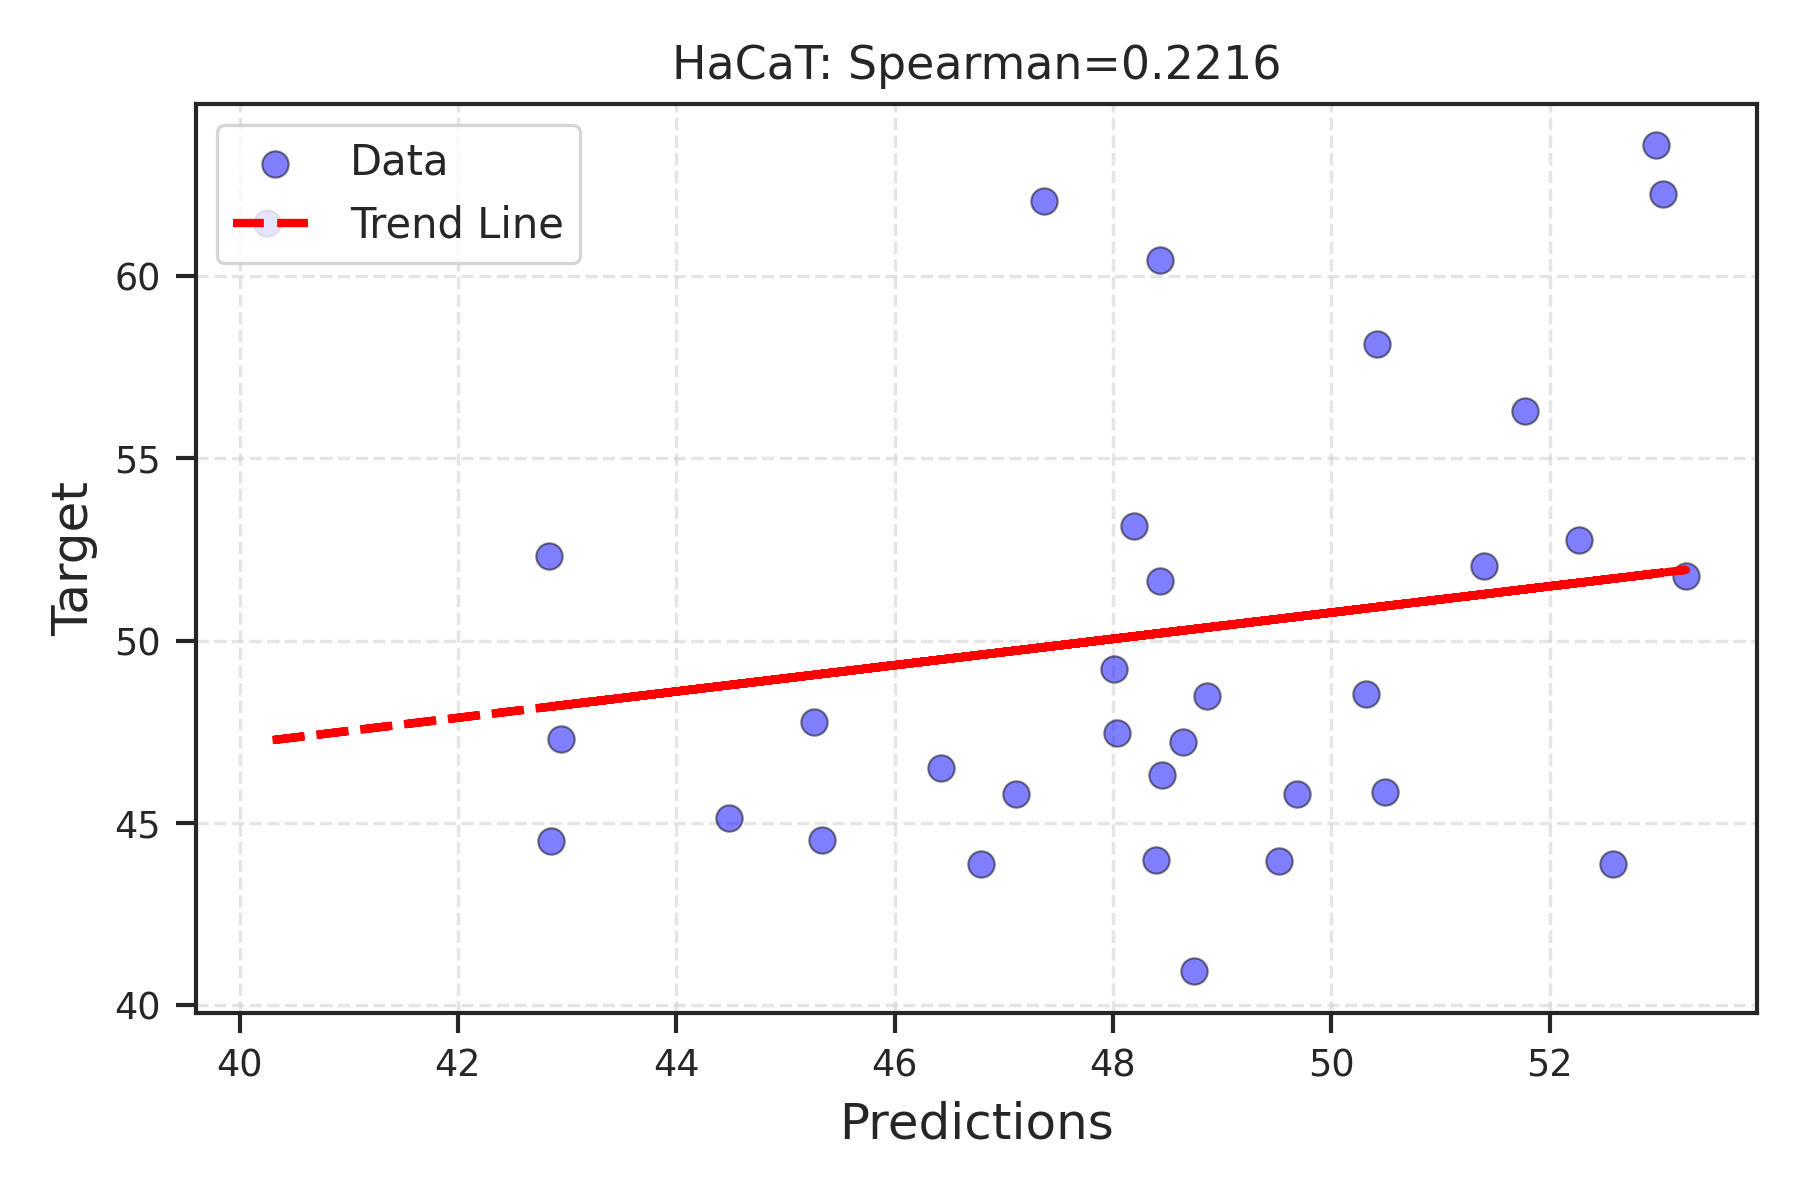 HaCaT: Spearman=0.2216
Data
Trend Line
60
55
50
45
40
Target
40 42 44 46 48 50 52
Predictions